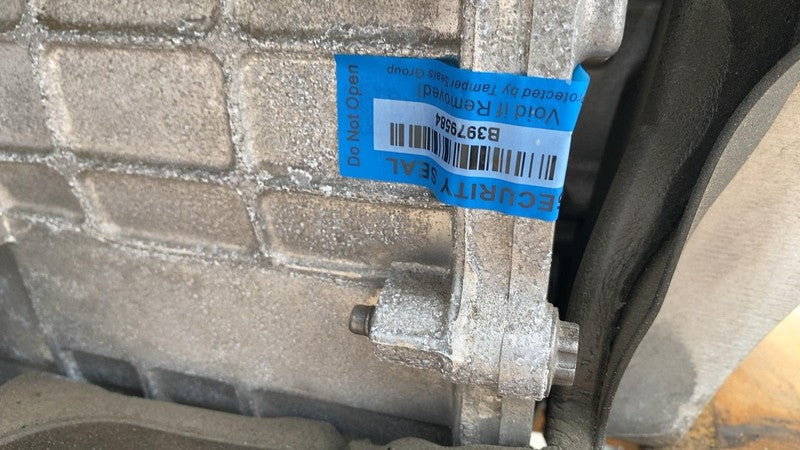 SECURITY SEAL
B3979584
Void if Removed!
Protected by Tamper Seals Group
Do Not Open